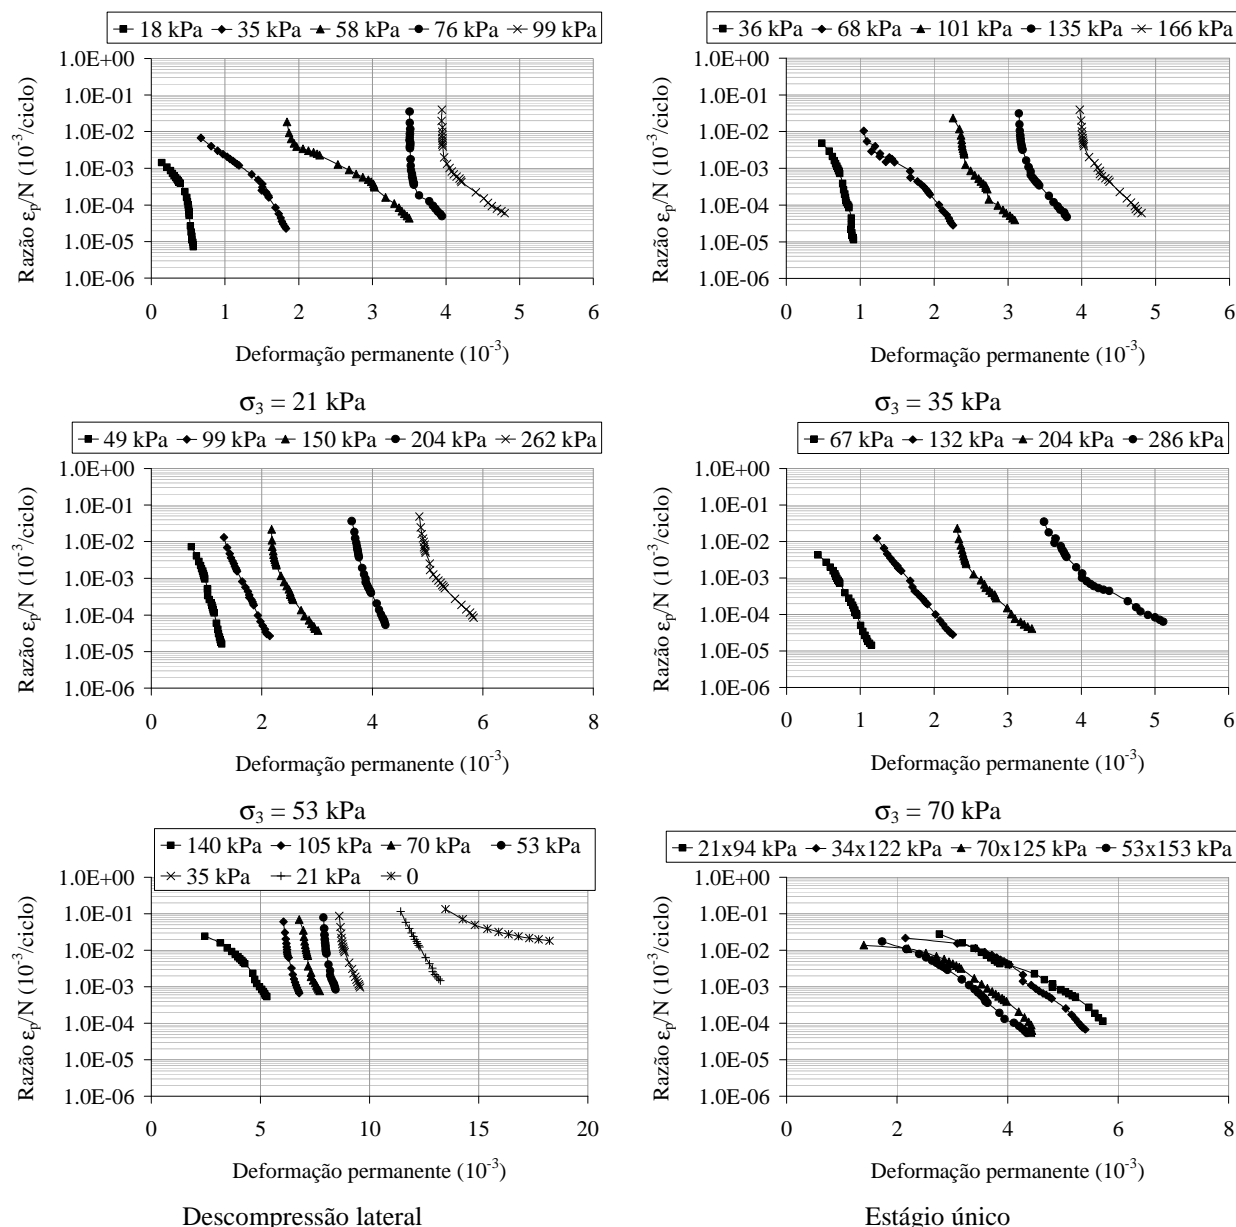 18 kPa 35 kPa 58 kPa 76 kPa 99 kPa
1.0E+00
1.0E-01
1.0E-02
1.0E-03
1.0E-04
1.0E-05
1.0E-06
Razão εp/N (10-3/ciclo)
0 1 2 3 4 5 6
Deformação permanente (10-3)
σ3 = 21 kPa
36 kPa 68 kPa 101 kPa 135 kPa 166 kPa
1.0E+00
1.0E-01
1.0E-02
1.0E-03
1.0E-04
1.0E-05
1.0E-06
Razão εp/N (10-3/ciclo)
0 1 2 3 4 5 6
Deformação permanente (10-3)
σ3 = 35 kPa
49 kPa 99 kPa 150 kPa 204 kPa 262 kPa
1.0E+00
1.0E-01
1.0E-02
1.0E-03
1.0E-04
1.0E-05
1.0E-06
Razão εp/N (10-3/ciclo)
0 2 4 6 8
Deformação permanente (10-3)
σ3 = 53 kPa
67 kPa 132 kPa 204 kPa 286 kPa
1.0E+00
1.0E-01
1.0E-02
1.0E-03
1.0E-04
1.0E-05
1.0E-06
Razão εp/N (10-3/ciclo)
0 1 2 3 4 5 6
Deformação permanente (10-3)
σ3 = 70 kPa
140 kPa 105 kPa 70 kPa 53 kPa
35 kPa 21 kPa 0
1.0E+00
1.0E-01
1.0E-02
1.0E-03
1.0E-04
1.0E-05
1.0E-06
Razão εp/N (10-3/ciclo)
0 5 10 15 20
Deformação permanente (10-3)
Descompressão lateral
21x94 kPa 34x122 kPa 70x125 kPa 53x153 kPa
1.0E+00
1.0E-01
1.0E-02
1.0E-03
1.0E-04
1.0E-05
1.0E-06
Razão εp/N (10-3/ciclo)
0 2 4 6 8
Deformação permanente (10-3)
Estágio único